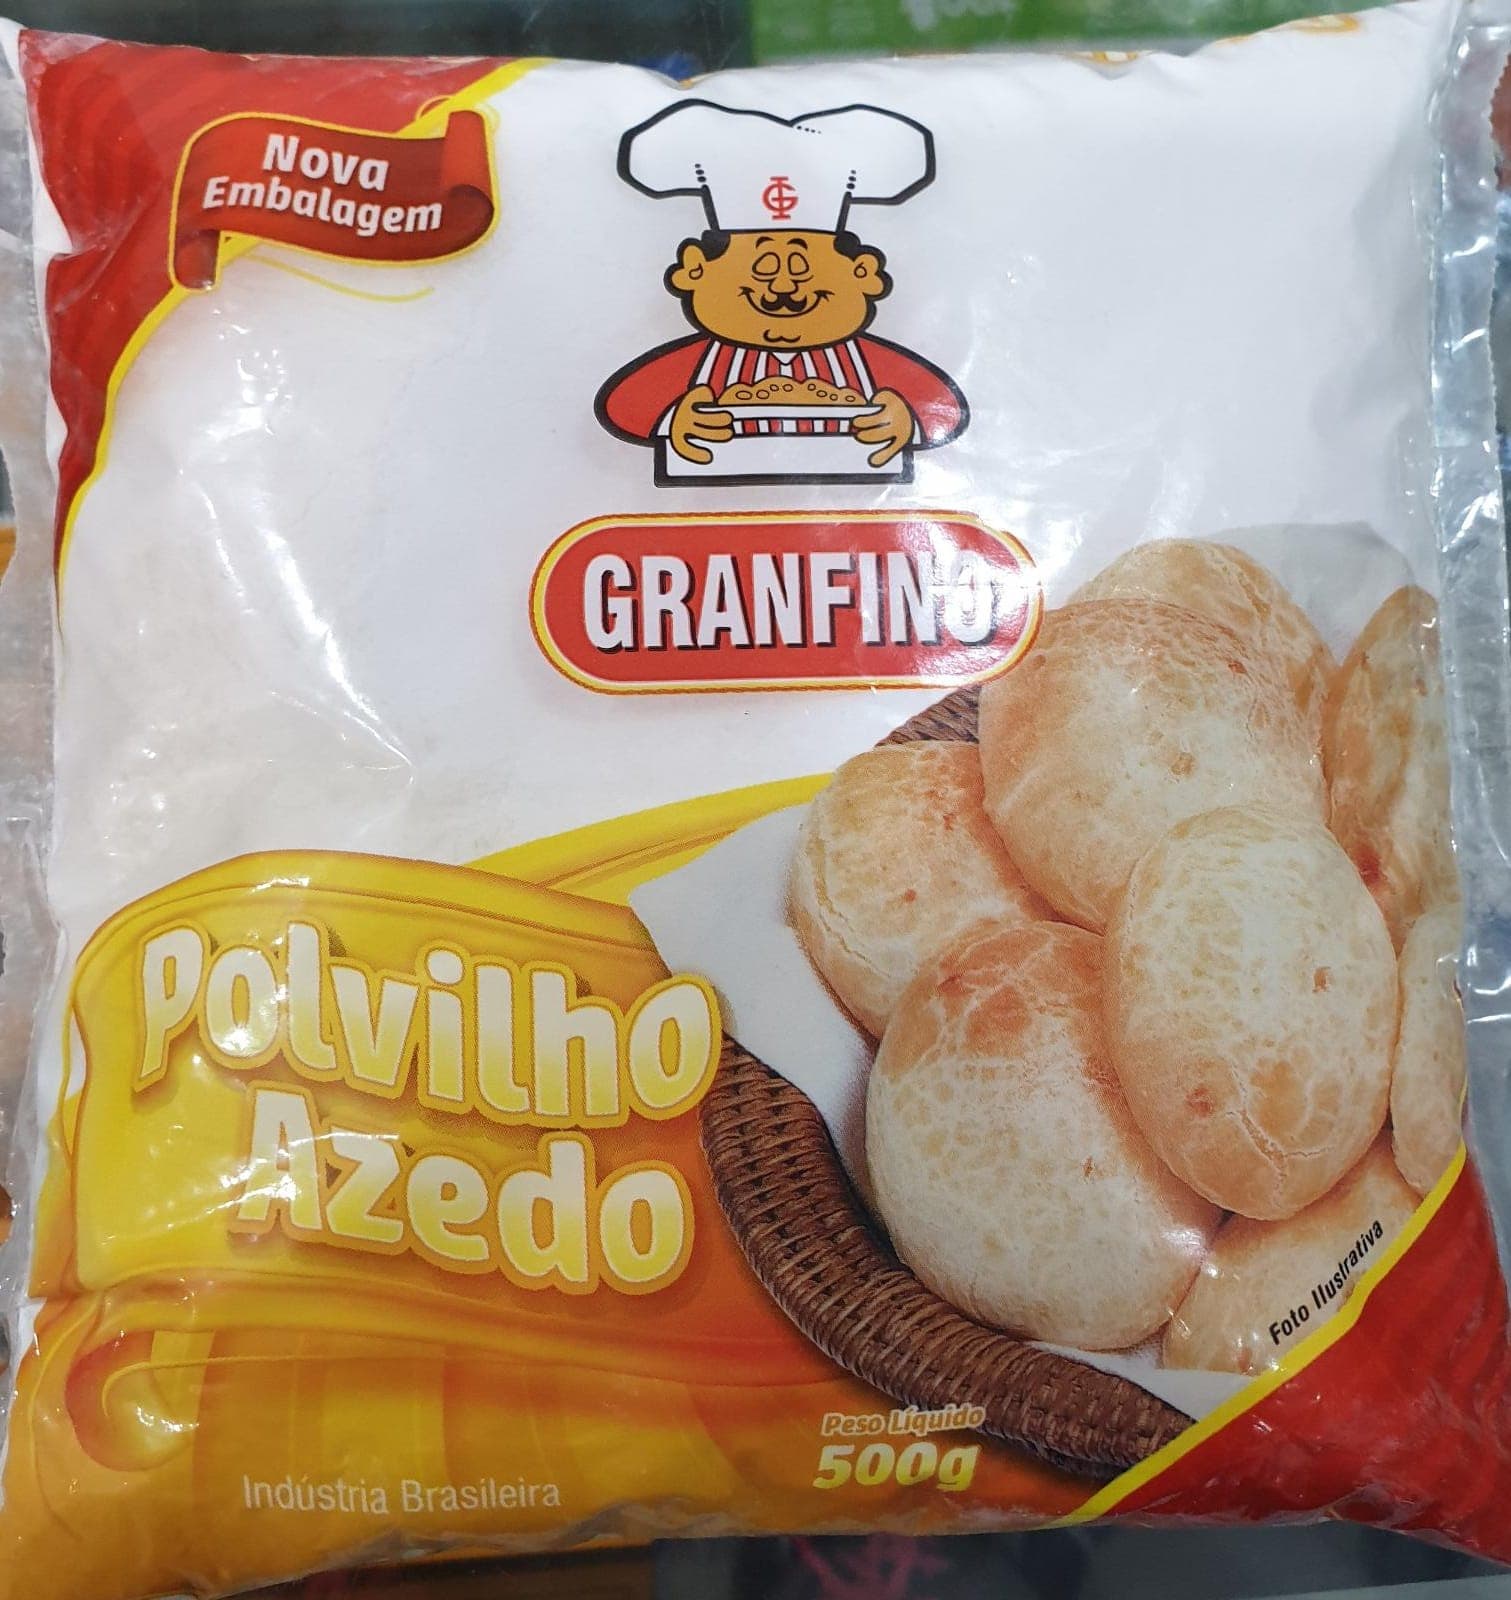 Nova
Embalagem
GRANFINO
Polvilho
Azedo
Foto Ilustrativa
Peso Líquido
500g
Indústria Brasileira